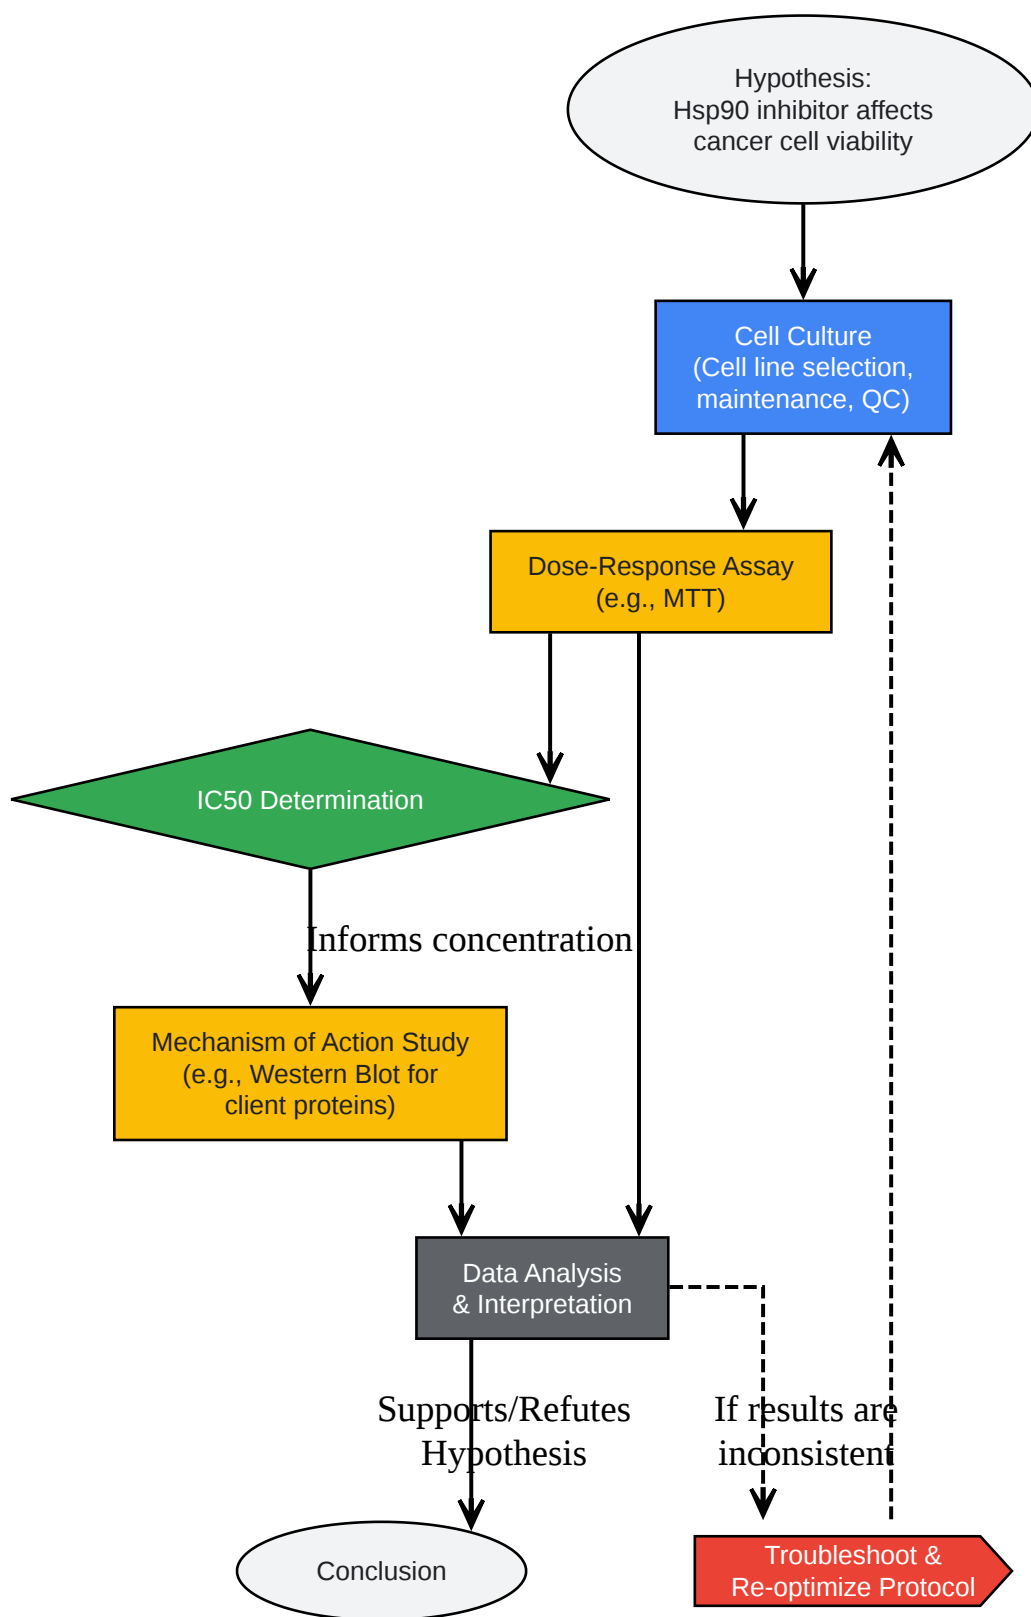 Hypothesis:
Hsp90 inhibitor affects
cancer cell viability
Cell Culture
(Cell line selection,
maintenance, QC)
Dose-Response Assay
(e.g., MTT)
IC50 Determination
Informs concentration
Mechanism of Action Study
(e.g., Western Blot for
client proteins)
Data Analysis
& Interpretation
Supports/Refutes
Hypothesis
If results are
inconsistent
Conclusion
Troubleshoot &
Re-optimize Protocol